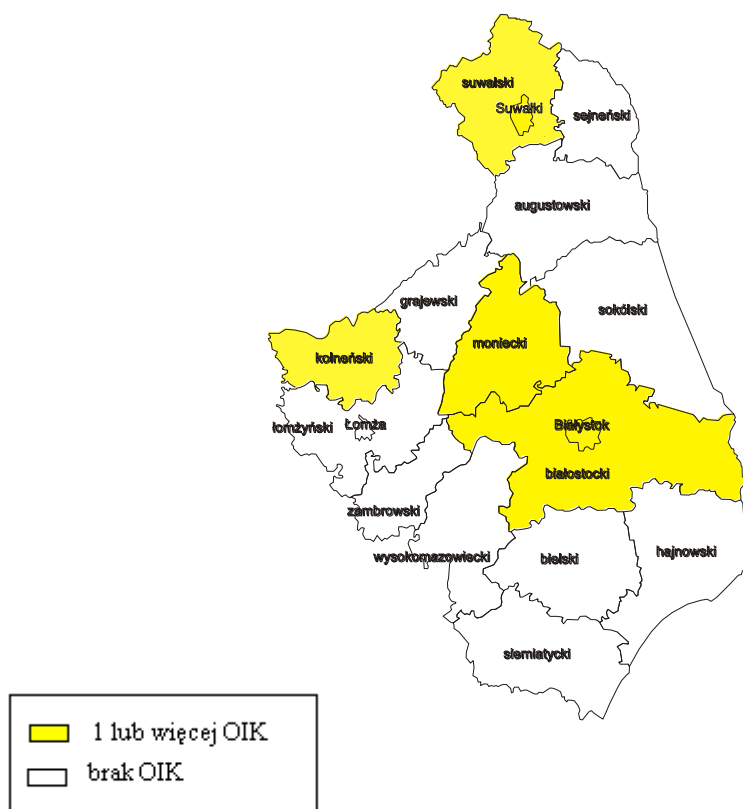 suwalski
Suwałki
sejneński
augustowski
grajewski
sokólski
moniecki
kolneński
łomżyński
Łomża
Białystok
białostocki
zambrowski
wysokomazowiecki
bielski
hajnowski
siemiatycki
1 lub więcej OIK
brak OIK